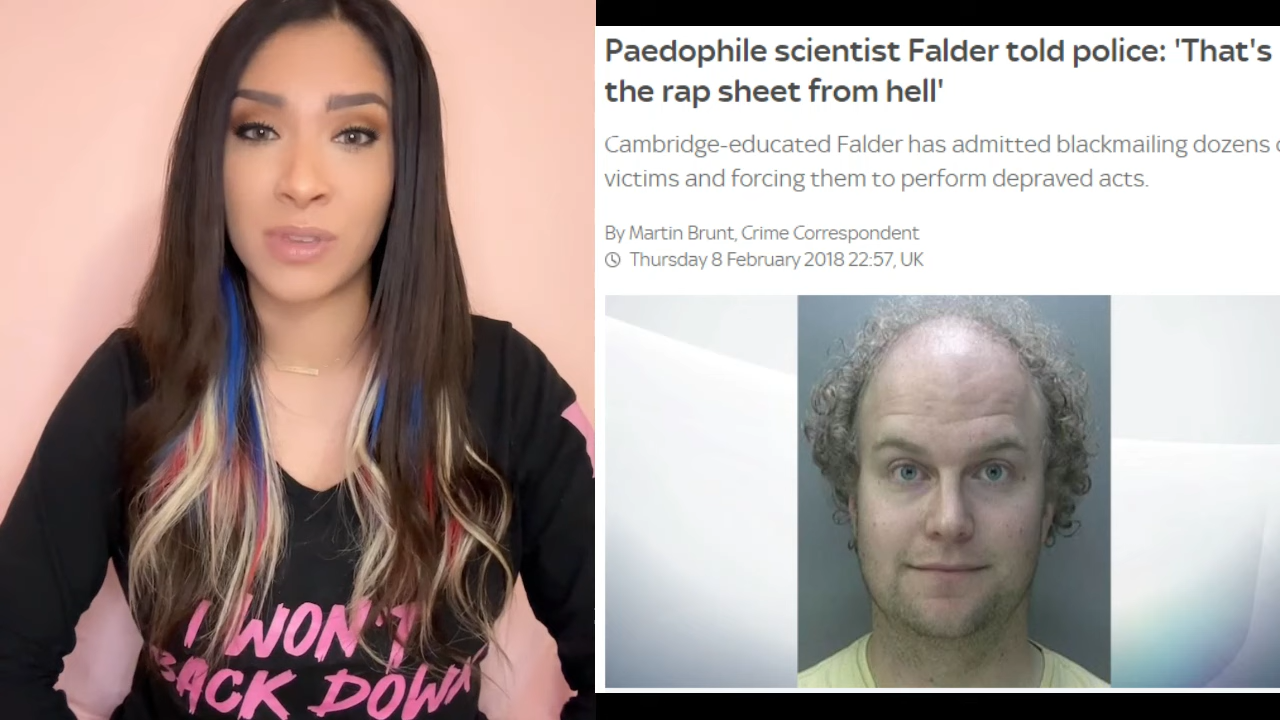 Paedophile scientist Falder told police: 'That's
the rap sheet from hell'
Cambridge-educated Falder has admitted blackmailing dozens
victims and forcing them to perform depraved acts.
By Martin Brunt, Crime Correspondent
Thursday 8 February 2018 22:57, UK
I WON'T
BACK DOWN